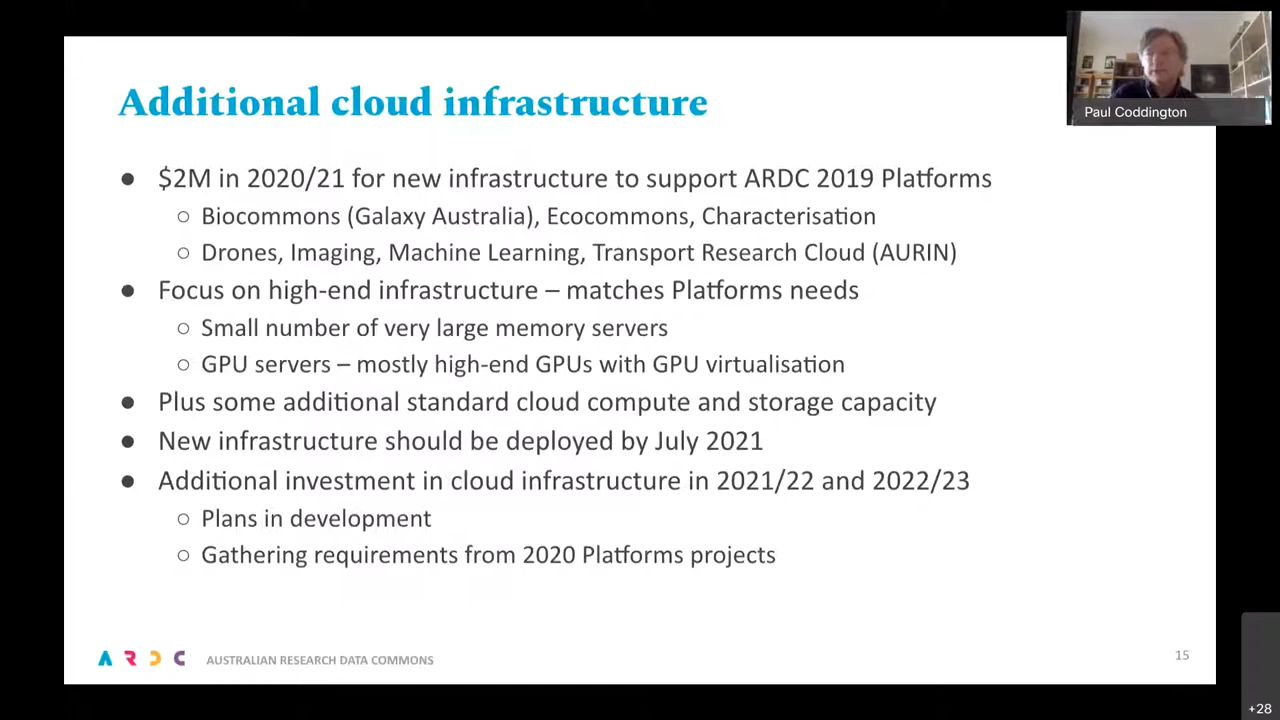 Additional cloud infrastructure
Paul Coddington
● $2M in 2020/21 for new infrastructure to support ARDC 2019 Platforms
○ Biocommons (Galaxy Australia), Ecocommons, Characterisation
○ Drones, Imaging, Machine Learning, Transport Research Cloud (AURIN)
● Focus on high-end infrastructure – matches Platforms needs
○ Small number of very large memory servers
○ GPU servers – mostly high-end GPUs with GPU virtualisation
● Plus some additional standard cloud compute and storage capacity
● New infrastructure should be deployed by July 2021
● Additional investment in cloud infrastructure in 2021/22 and 2022/23
○ Plans in development
○ Gathering requirements from 2020 Platforms projects
ARDC AUSTRALIAN RESEARCH DATA COMMONS
15
+28